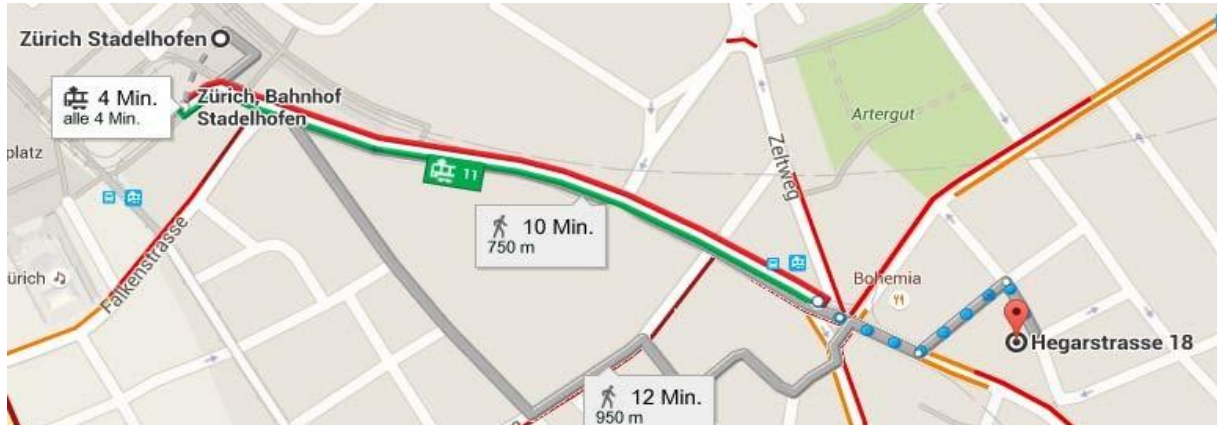 Zürich Stadelhofen
4 Min.
alle 4 Min.
Zürich, Bahnhof
Stadelhofen
platz
11
10 Min.
750 m
Zeltweg
Artergut
ürich
Falkenstrasse
Bohemia
Hegarstrasse 18
12 Min.
950 m